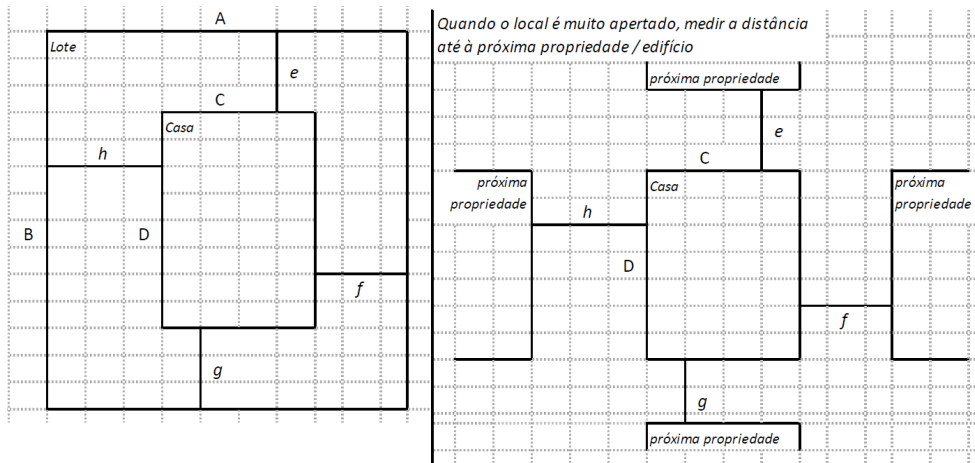 A
Lote
e
C
Casa
h
B
D
f
g
Quando o local é muito apertado, medir a distância
até à próxima propriedade / edifício
próxima propriedade
e
C
próxima
propriedade
Casa
próxima
propriedade
h
D
f
g
próxima propriedade